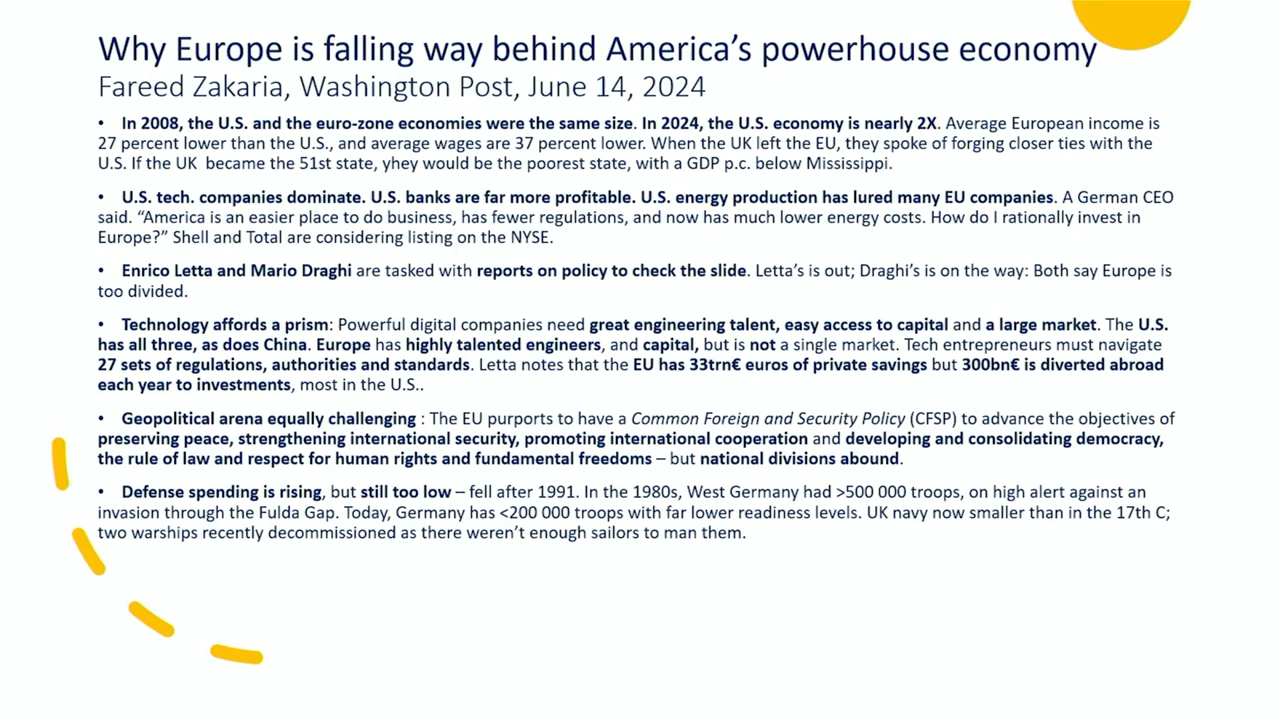 Why Europe is falling way behind America’s powerhouse economy
Fareed Zakaria, Washington Post, June 14, 2024
• In 2008, the U.S. and the euro-zone economies were the same size. In 2024, the U.S. economy is nearly 2X. Average European income is
27 percent lower than the U.S., and average wages are 37 percent lower. When the UK left the EU, they spoke of forging closer ties with the
U.S. If the UK became the 51st state, yhey would be the poorest state, with a GDP p.c. below Mississippi.
• U.S. tech. companies dominate. U.S. banks are far more profitable. U.S. energy production has lured many EU companies. A German CEO
said. “America is an easier place to do business, has fewer regulations, and now has much lower energy costs. How do I rationally invest in
Europe?” Shell and Total are considering listing on the NYSE.
• Enrico Letta and Mario Draghi are tasked with reports on policy to check the slide. Letta’s is out; Draghi’s is on the way: Both say Europe is
too divided.
• Technology affords a prism: Powerful digital companies need great engineering talent, easy access to capital and a large market. The U.S.
has all three, as does China. Europe has highly talented engineers, and capital, but is not a single market. Tech entrepreneurs must navigate
27 sets of regulations, authorities and standards. Letta notes that the EU has 33trn€ euros of private savings but 300bn€ is diverted abroad
each year to investments, most in the U.S..
• Geopolitical arena equally challenging : The EU purports to have a Common Foreign and Security Policy (CFSP) to advance the objectives of
preserving peace, strengthening international security, promoting international cooperation and developing and consolidating democracy,
the rule of law and respect for human rights and fundamental freedoms – but national divisions abound.
• Defense spending is rising, but still too low – fell after 1991. In the 1980s, West Germany had >500 000 troops, on high alert against an
invasion through the Fulda Gap. Today, Germany has <200 000 troops with far lower readiness levels. UK navy now smaller than in the 17th C;
two warships recently decommissioned as there weren’t enough sailors to man them.